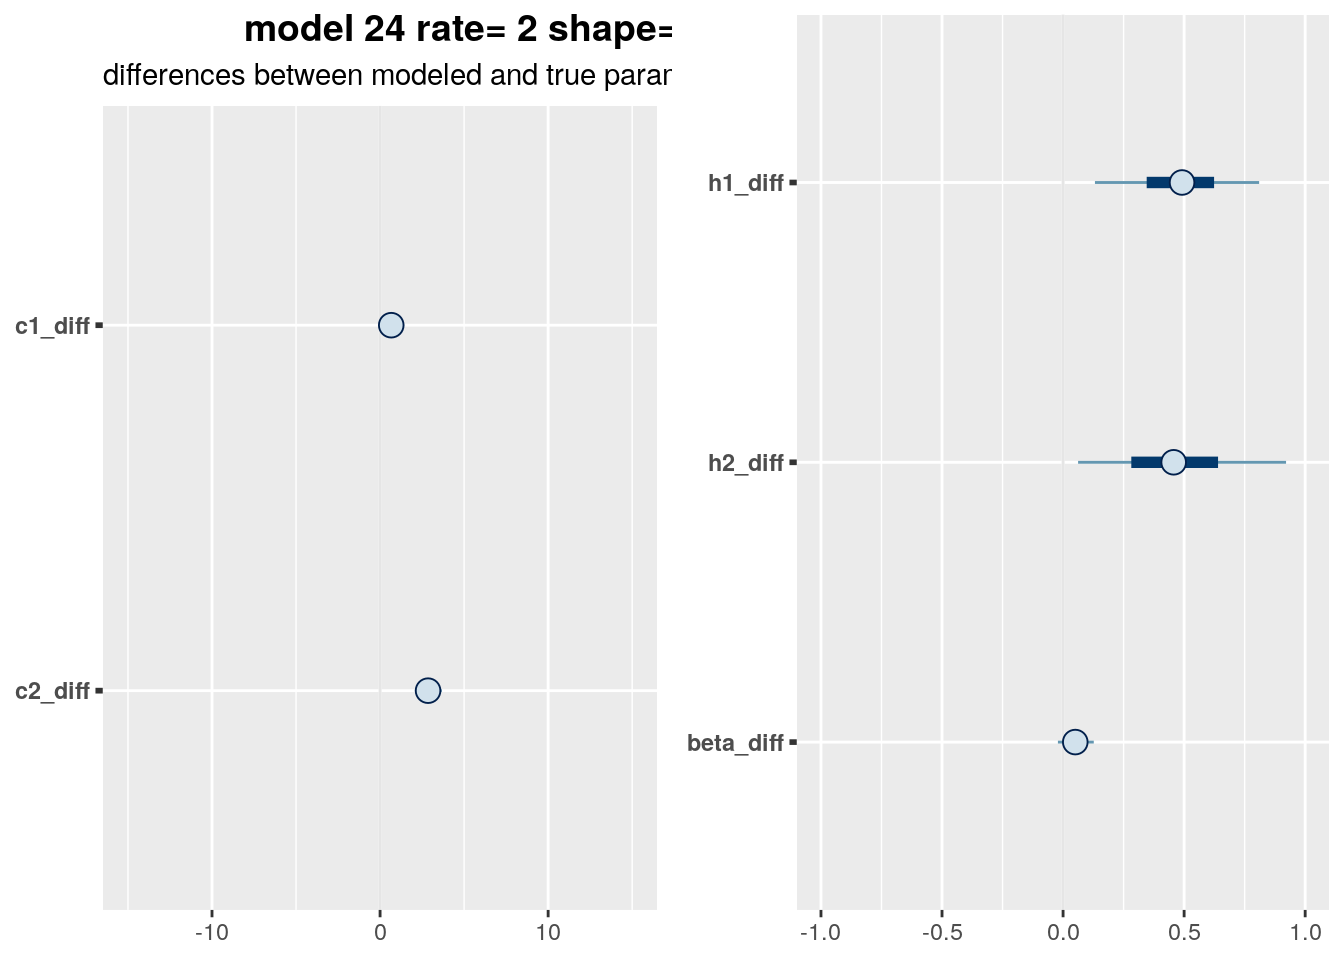 model 24 rate= 2 shape=
differences between modeled and true
c1_diff
c2_diff
-10 0 10
h1_diff
h2_diff
beta_diff
-1.0 -0.5 0.0 0.5 1.0